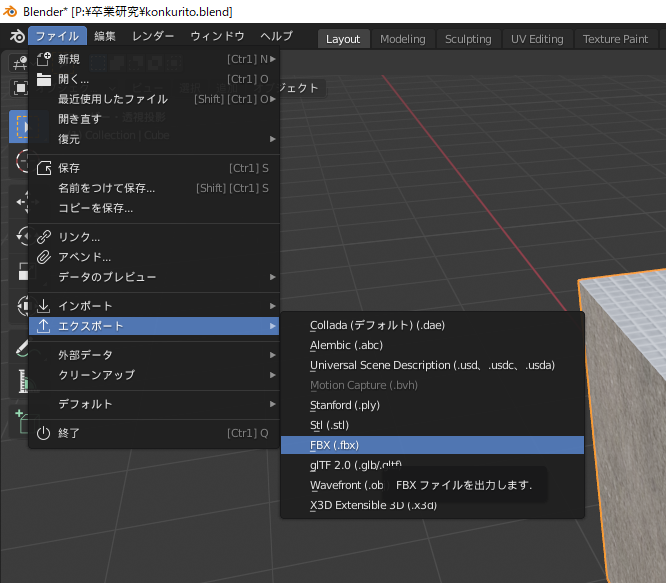 Blender* [P:¥卒業研究¥konkurito.blend]
ファイル 編集 レンダー ウィンドウ ヘルプ Layout Modeling Sculpting UV Editing Texture Paint
新規 [Ctrl] N
開く... [Ctrl] O
最近使用したファイル [Shift] [Ctrl] O
開き直す
復元
保存 [Ctrl] S
名前をつけて保存... [Shift] [Ctrl] S
コピーを保存...
リンク...
アペンド...
データのプレビュー
インポート
エクスポート
外部データ
クリーンアップ
デフォルト
終了 [Ctrl] Q
Collada (デフォルト) (.dae)
Alembic (.abc)
Universal Scene Description (.usd、.usdc、.usda)
Motion Capture (.bvh)
Stanford (.ply)
Stl (.stl)
FBX (.fbx)
glTF 2.0 (.glb/.gltf)
Wavefront (.ob
FBX ファイルを出力します.
X3D Extensible 3D (.x3d)